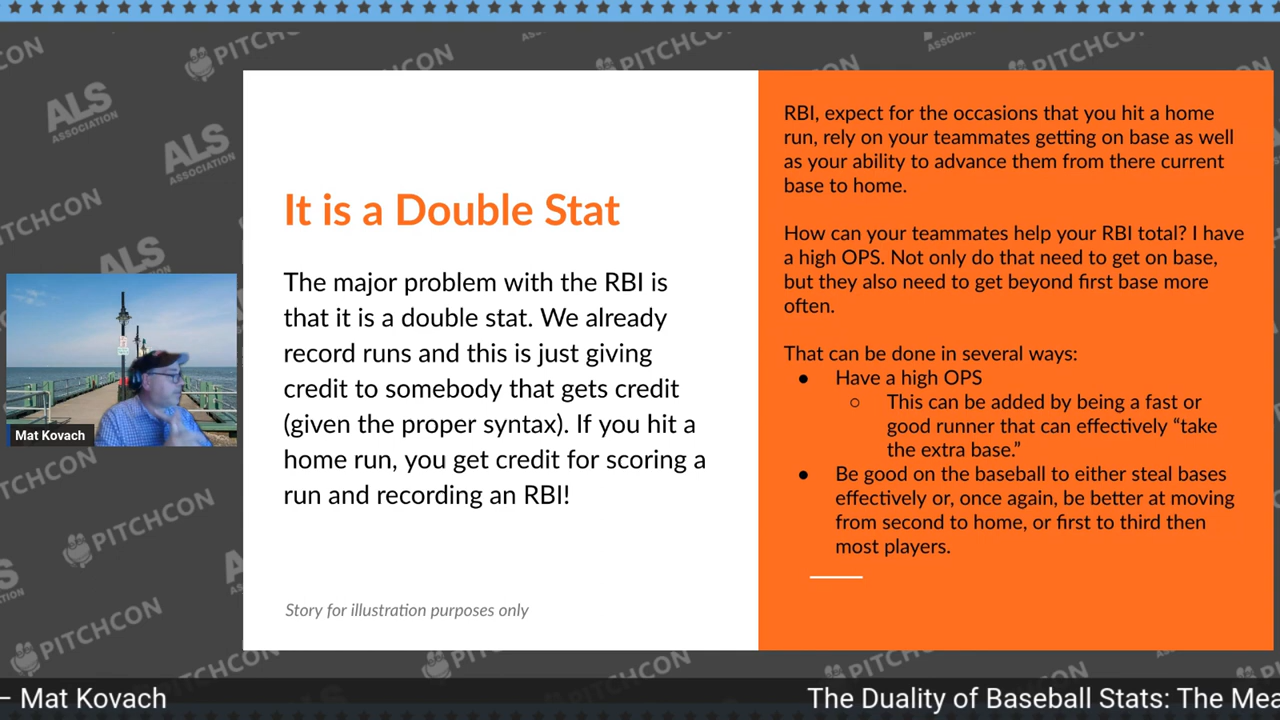 It is a Double Stat
The major problem with the RBI is
that it is a double stat. We already
record runs and this is just giving
credit to somebody that gets credit
(given the proper syntax). If you hit a
home run, you get credit for scoring a
run and recording an RBI!
Story for illustration purposes only
RBI, expect for the occasions that you hit a home
run, rely on your teammates getting on base as well
as your ability to advance them from there current
base to home.
How can your teammates help your RBI total? I have
a high OPS. Not only do that need to get on base,
but they also need to get beyond first base more
often.
That can be done in several ways:
● Have a high OPS
○ This can be added by being a fast or
good runner that can effectively “take
the extra base.”
● Be good on the baseball to either steal bases
effectively or, once again, be better at moving
from second to home, or first to third then
most players.
Mat Kovach
– Mat Kovach
The Duality of Baseball Stats: The Mea
PITCHCON
ALS
ASSOCIATION